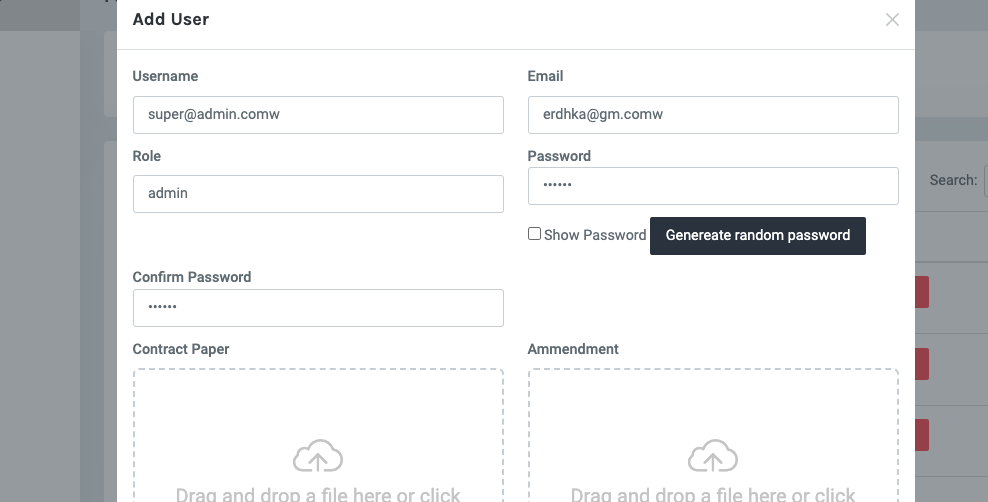 Add User
Username
Email
super@admin.comw
erdhka@gm.comw
Role
Password
admin
••••••
Search:
Show Password
Genereate random password
Confirm Password
••••••
Contract Paper
Ammendment
Drag and drop a file here or click
Drag and drop a file here or click